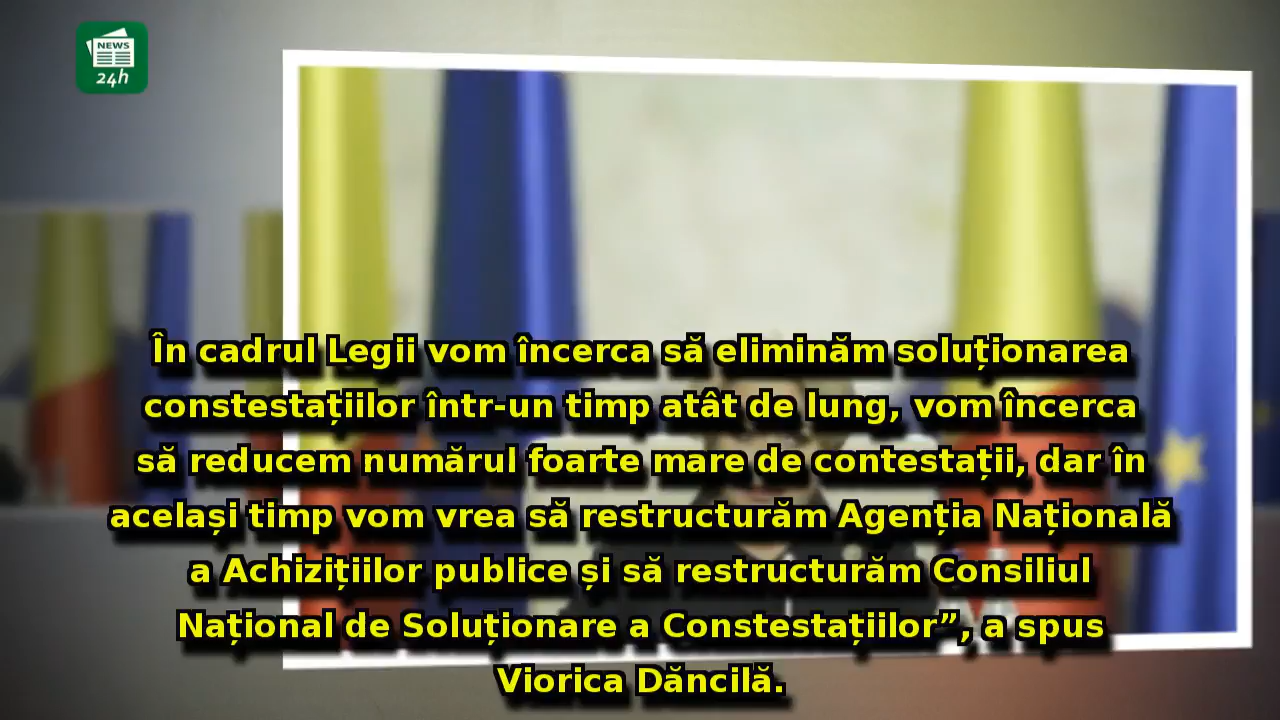 NEWS
24h
În cadrul Legii vom încerca să eliminăm soluționarea
constestațiilor într-un timp atât de lung, vom încerca
să reducem numărul foarte mare de contestații, dar în
același timp vom vrea să restructurăm Agenția Națională
a Achizițiilor publice și să restructurăm Consiliul
Național de Soluționare a Constestațiilor”, a spus
Viorica Dăncilă.